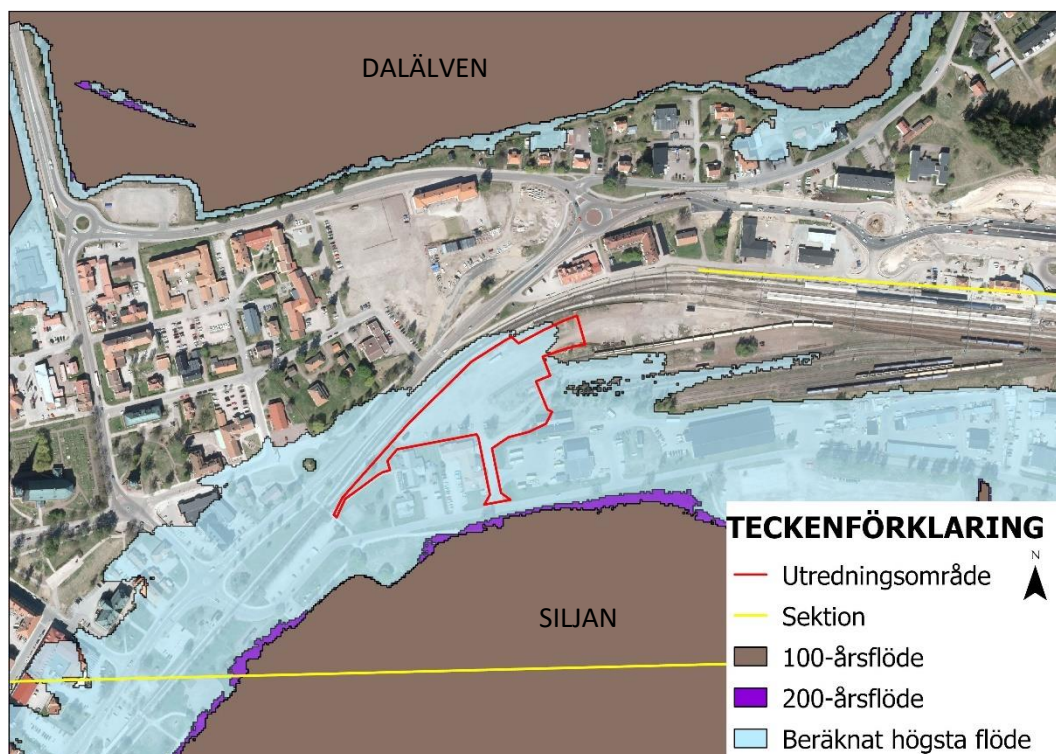 DALÄLVEN
SILJAN
TECKENFÖRKLARING
N
Utredningsområde
Sektion
100-årsflöde
200-årsflöde
Beräknat högsta flöde